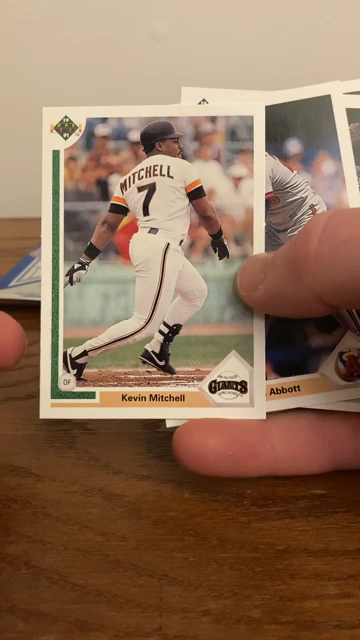 MITCHELL
7
OF
GIANTS
Kevin Mitchell
Abbott